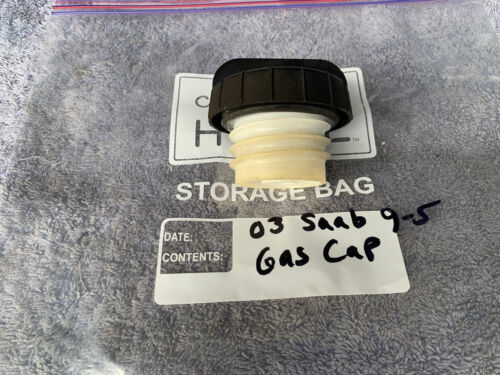 STORAGE BAG
DATE:
03 Saab 9-5
CONTENTS:
Gas Cap